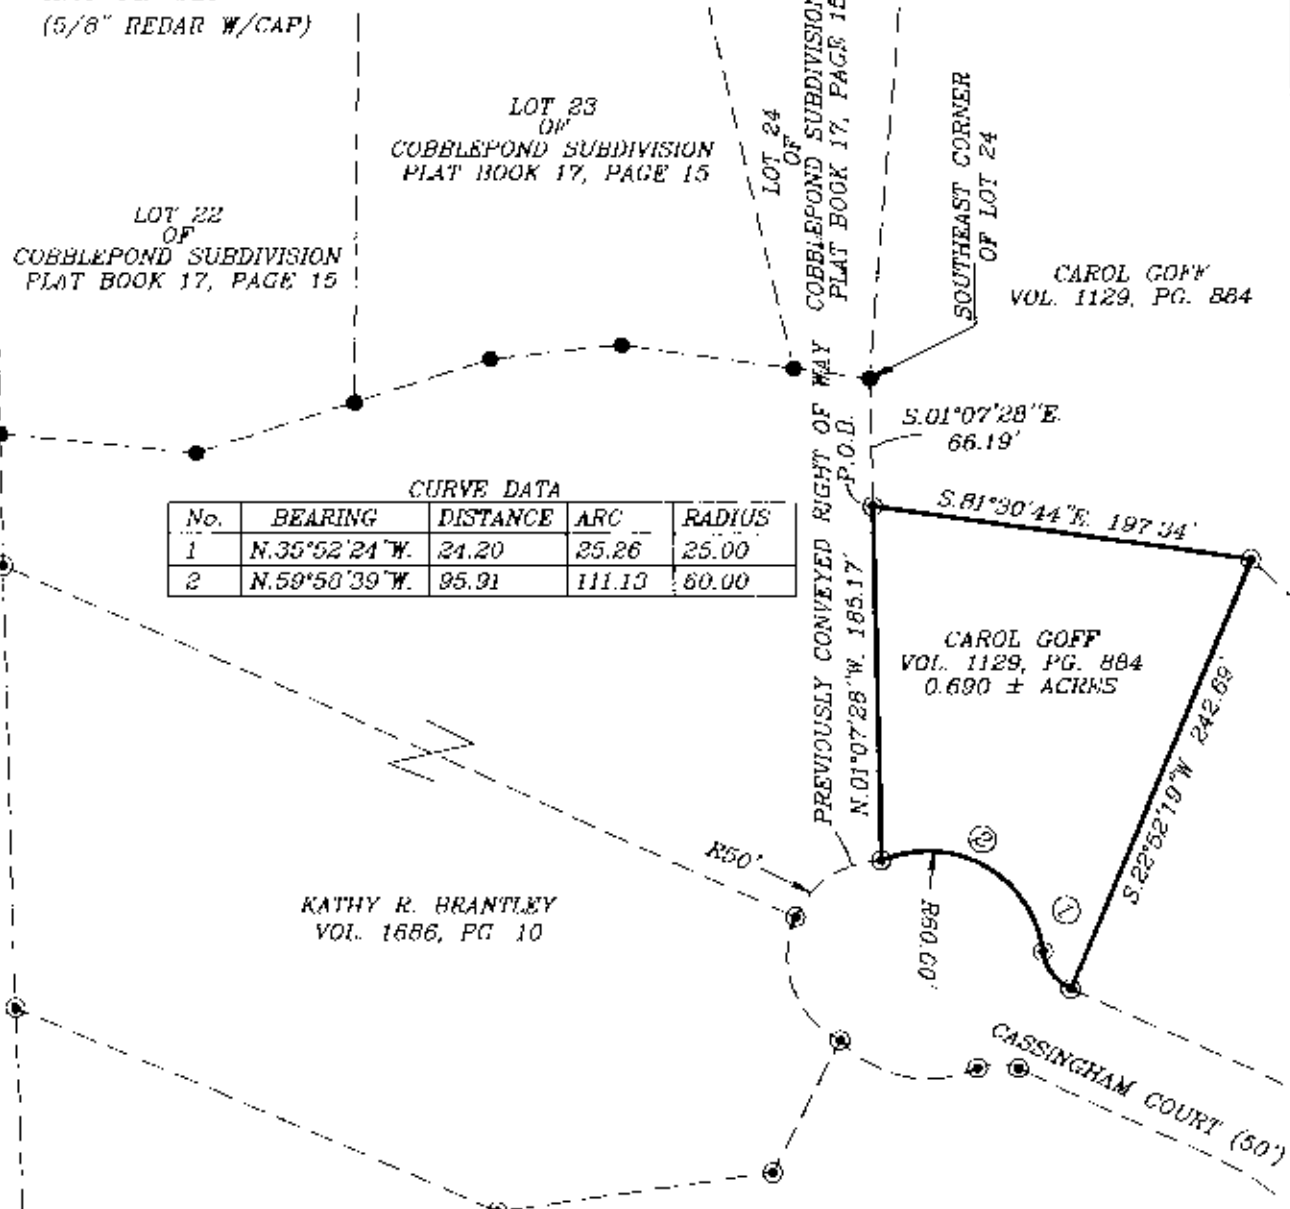 (5/8" REBAR W/CAP)
LOT 23
OF
COBBLEPOND SUBDIVISION
PLAT BOOK 17, PAGE 15
LOT 22
OF
COBBLEPOND SUBDIVISION
PLAT BOOK 17, PAGE 15
LOT 24
OF
COBBLEPOND SUBDIVISION
PLAT BOOK 17, PAGE 15
SOUTHEAST CORNER
OF LOT 24
CAROL GOFF
VOL. 1129, PG. 884
S.01°07'28"E.
66.19'
P.O.B.
PREVIOUSLY CONVEYED RIGHT OF WAY
N.01°07'28"W. 185.17'
S.81°30'44"E. 197.34'
CURVE DATA
No. BEARING DISTANCE ARC RADIUS
1 N.35°52'24"W. 24.20 25.26 25.00
2 N.59°58'39"W. 95.91 111.13 60.00
CAROL GOFF
VOL. 1129, PG. 884
0.690 ± ACRES
S.22°52'19"W 242.69'
2
1
R50'
R60.00'
KATHY R. BRANTLEY
VOL. 1686, PG 10
CASSINGHAM COURT (50')